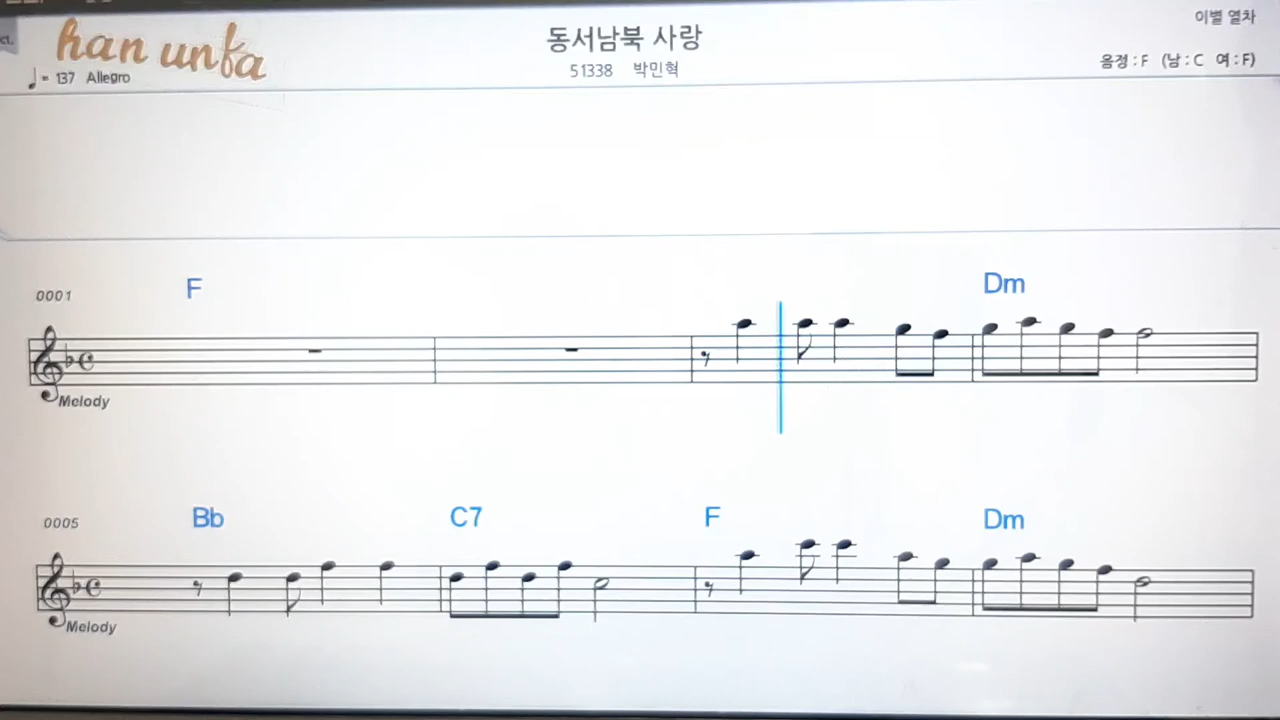 ct.
han unfa
♩ = 137 Allegro
동서남북 사랑
51338 박민혁
이별 열차
음정 : F (남 : C 여 : F)
0001
F
Dm
Melody
0005
Bb
C7
F
Dm
Melody